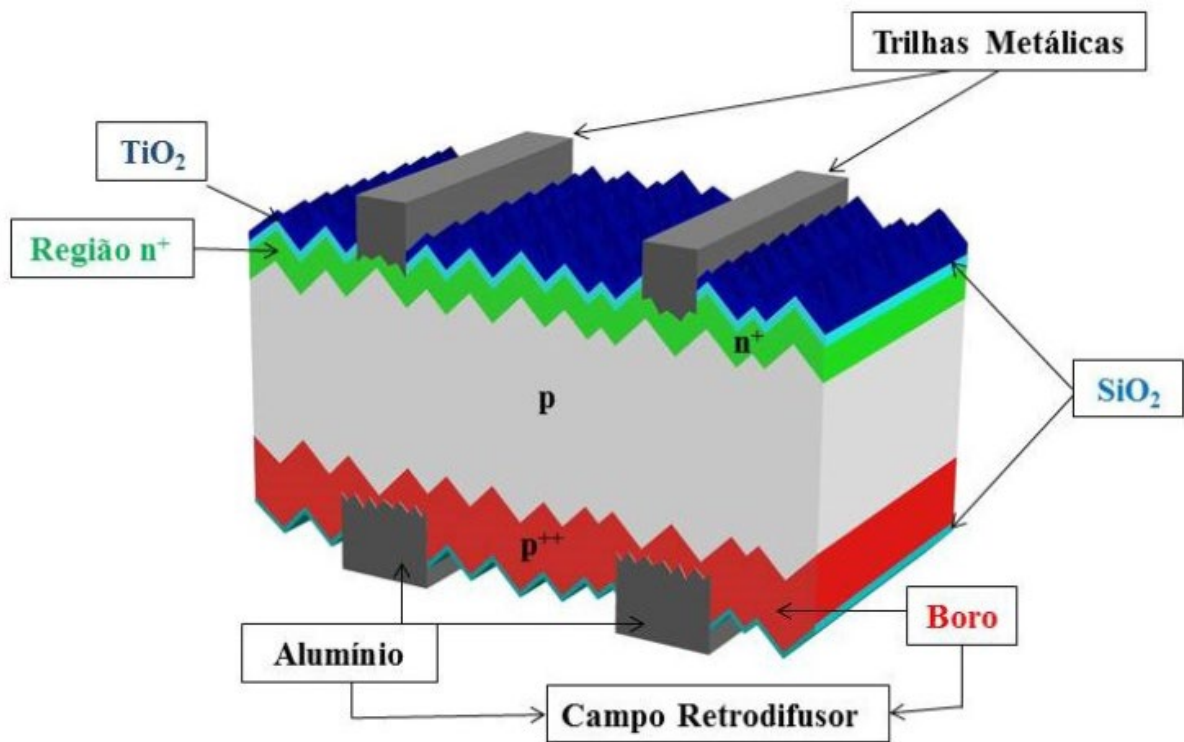 Trilhas Metálicas
TiO₂
Região n⁺
n⁺
p
SiO₂
p⁺⁺
Boro
Alumínio
Campo Retrodifusor